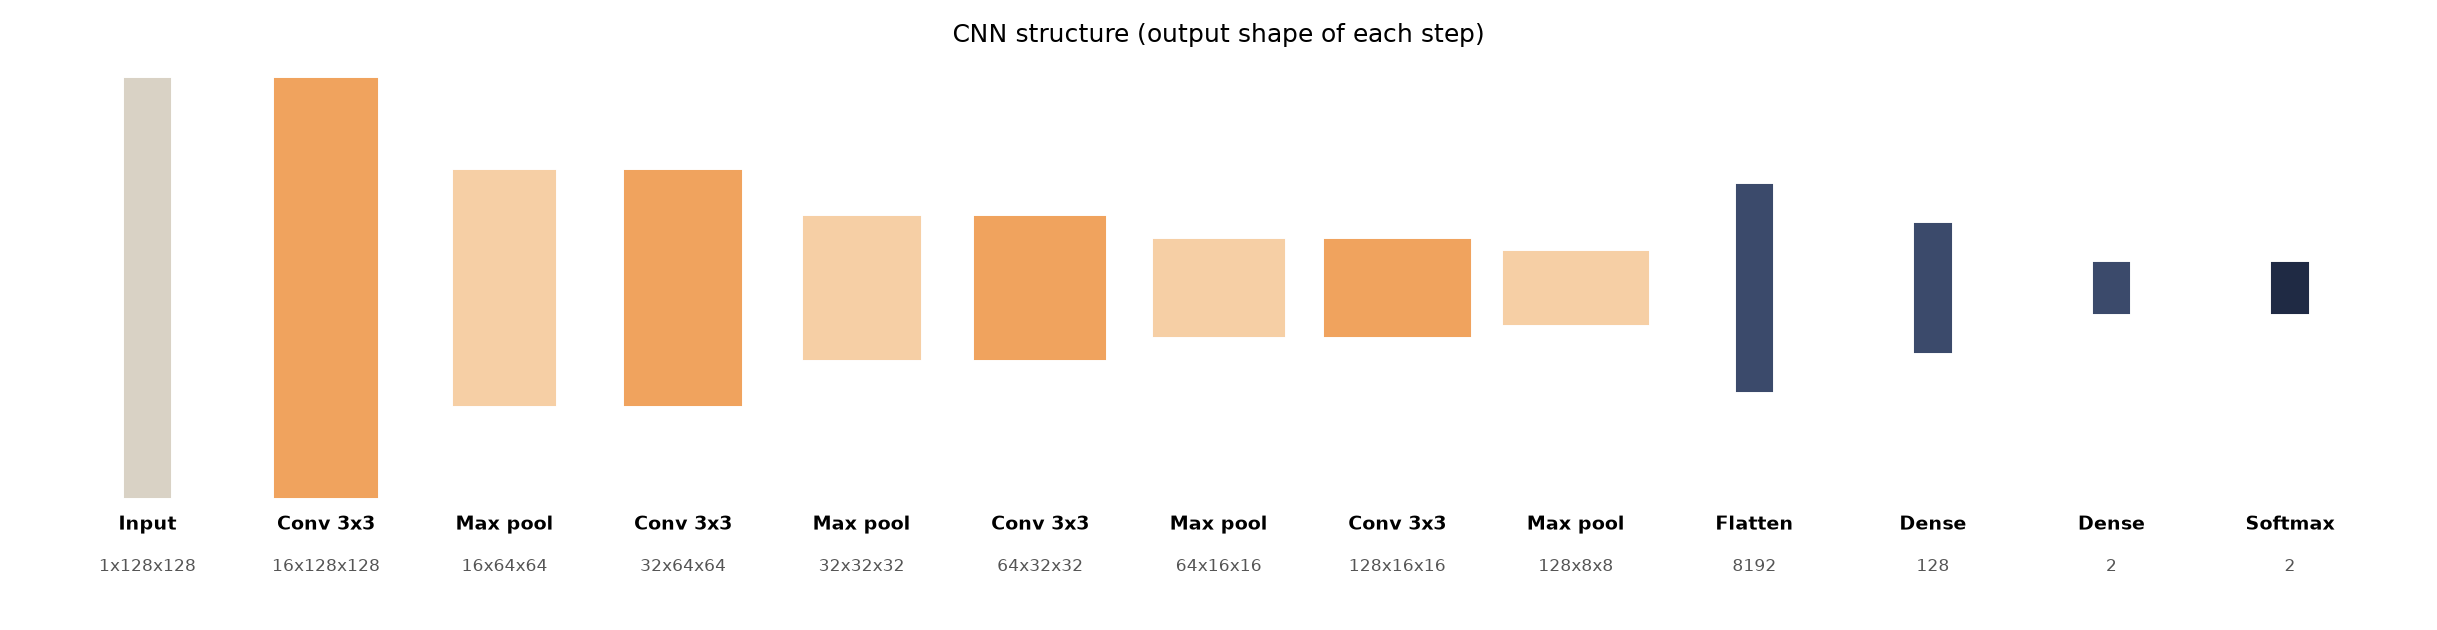 CNN structure (output shape of each step)
Input Conv 3x3 Max pool Conv 3x3 Max pool Conv 3x3 Max pool Conv 3x3 Max pool Flatten Dense Dense Softmax
1x128x128 16x128x128 16x64x64 32x64x64 32x32x32 64x32x32 64x16x16 128x16x16 128x8x8 8192 128 2 2